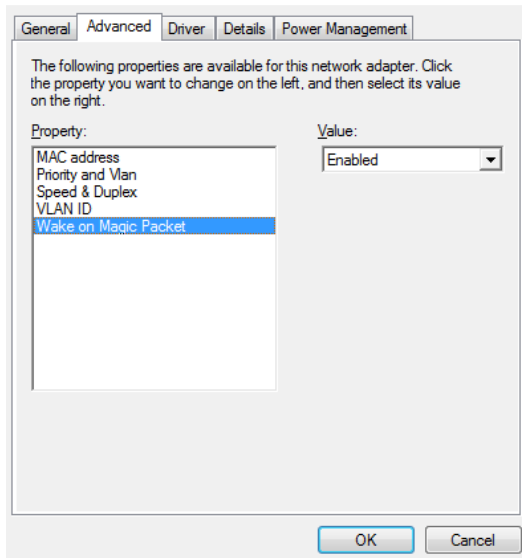 General Advanced Driver Details Power Management
The following properties are available for this network adapter. Click
the property you want to change on the left, and then select its value
on the right.
Property: Value:
MAC address Enabled
Priority and Vlan
Speed & Duplex
VLAN ID
Wake on Magic Packet
OK Cancel